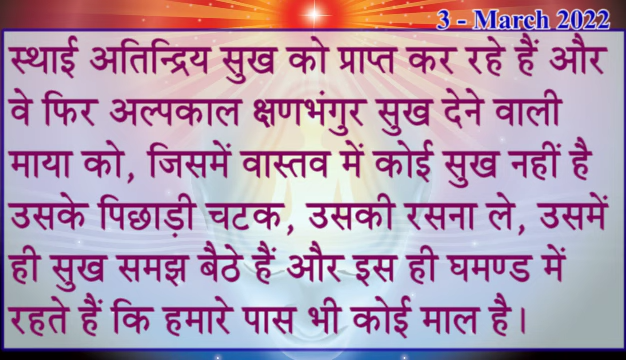 3 - March 2022
स्थाई अतिन्द्रिय सुख को प्राप्त कर रहे हैं और
वे फिर अल्पकाल क्षणभंगुर सुख देने वाली
माया को, जिसमें वास्तव में कोई सुख नहीं है
उसके पिछाड़ी चटक, उसकी रसना ले, उसमें
ही सुख समझ बैठे हैं और इस ही घमण्ड में
रहते हैं कि हमारे पास भी कोई माल है।